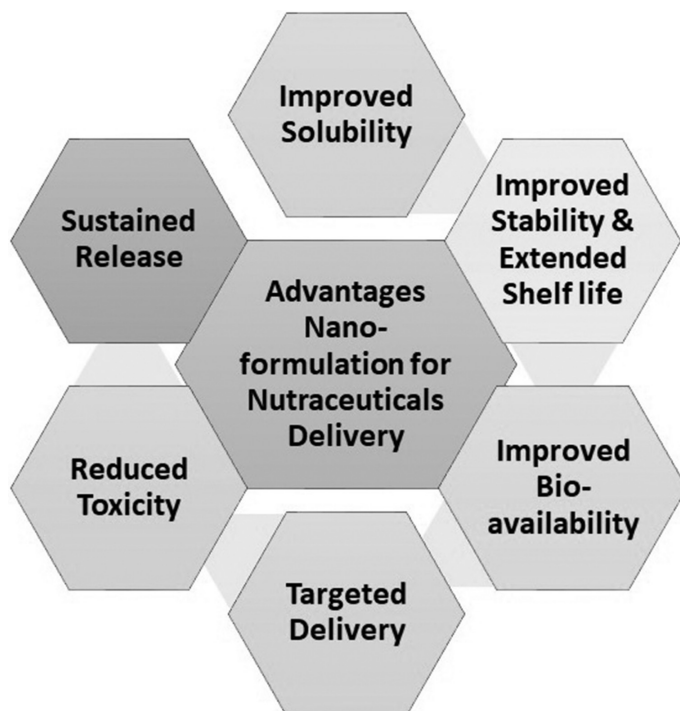 Improved
Solubility
Improved
Stability &
Extended
Shelf life
Improved
Bio-
availability
Targeted
Delivery
Reduced
Toxicity
Sustained
Release
Advantages
Nano-
formulation for
Nutraceuticals
Delivery